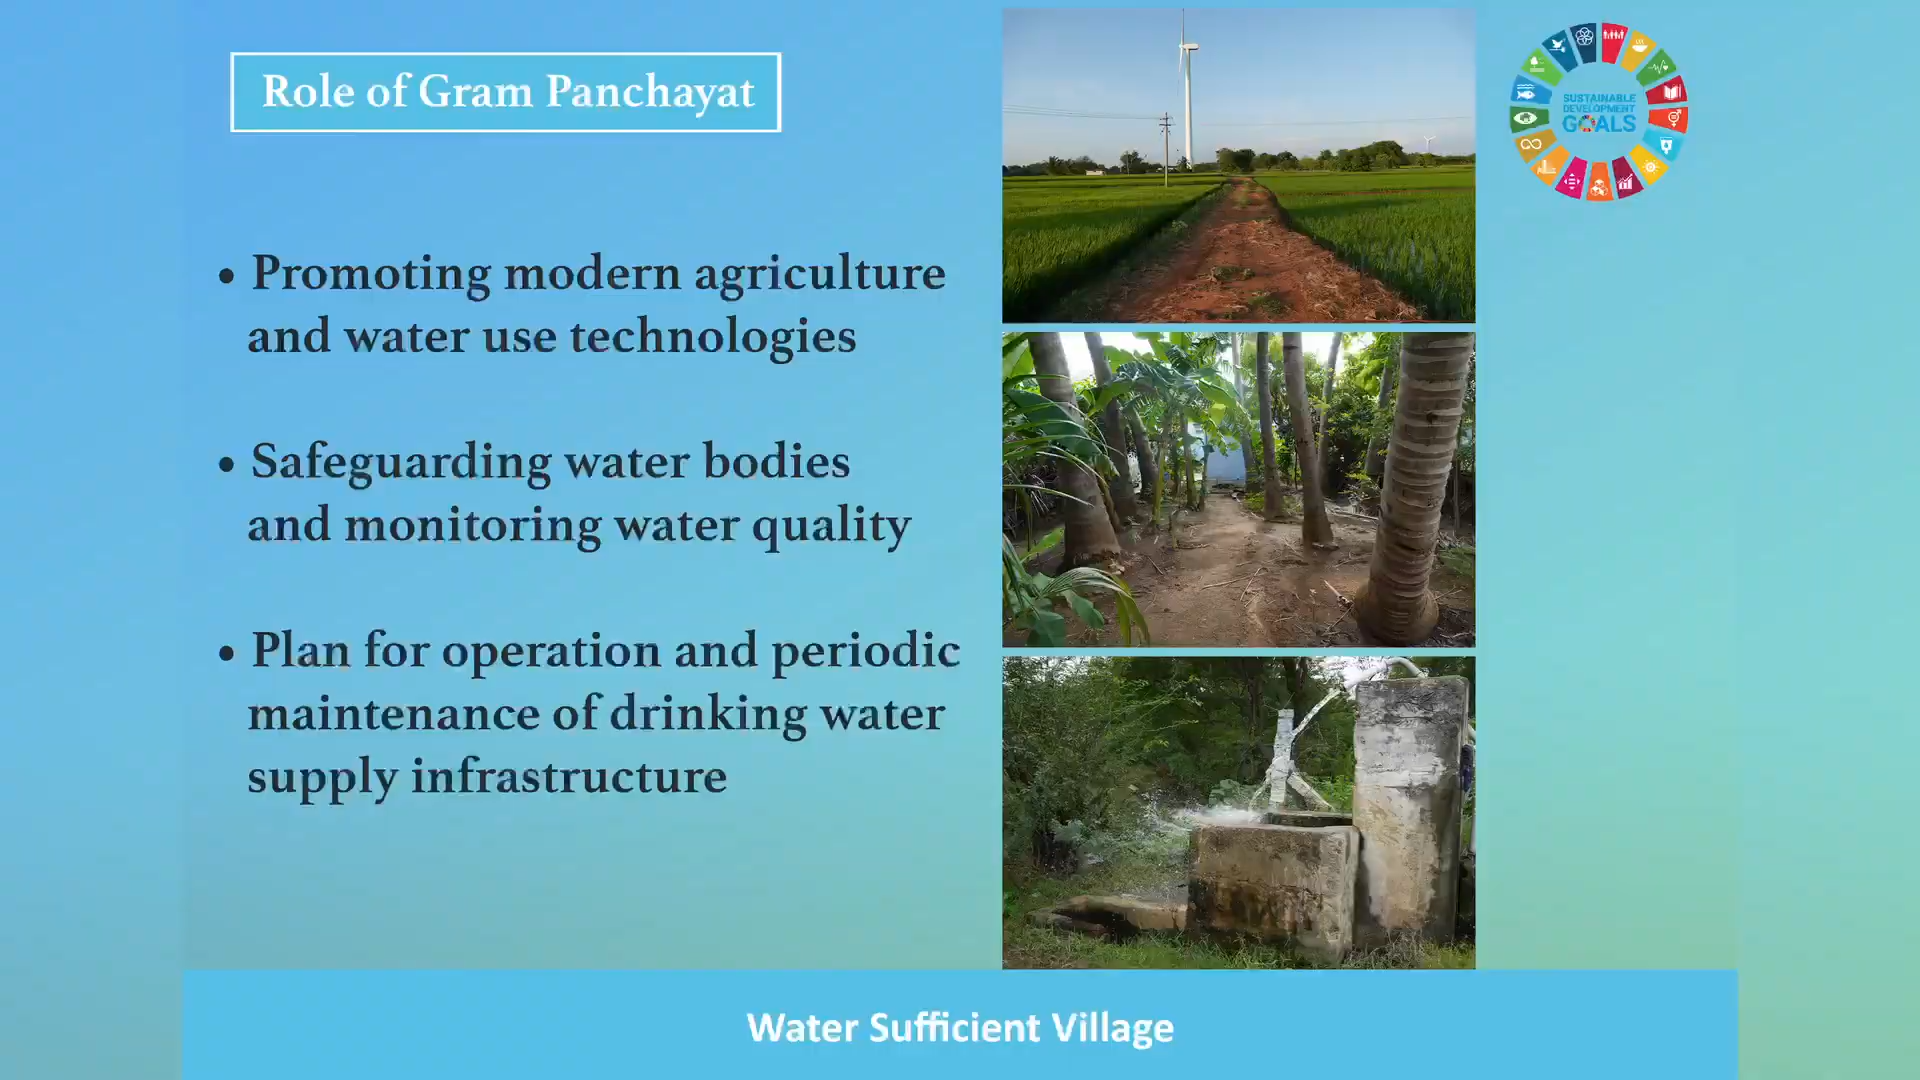 Role of Gram Panchayat
SUSTAINABLE
DEVELOPMENT
GOALS
• Promoting modern agriculture
and water use technologies
• Safeguarding water bodies
and monitoring water quality
• Plan for operation and periodic
maintenance of drinking water
supply infrastructure
Water Sufficient Village